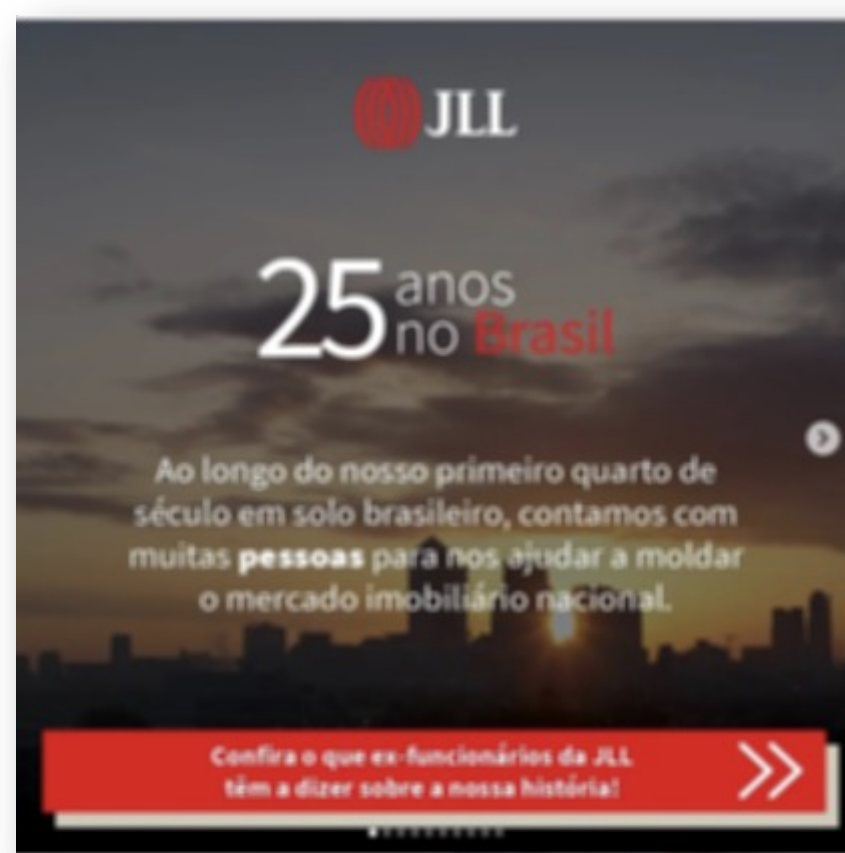 JLL
25 anos
no Brasil
Ao longo do nosso primeiro quarto de
século em solo brasileiro, contamos com
muitas pessoas para nos ajudar a moldar
o mercado imobiliário nacional.
Confira o que ex-funcionários da JLL
têm a dizer sobre a nossa história!